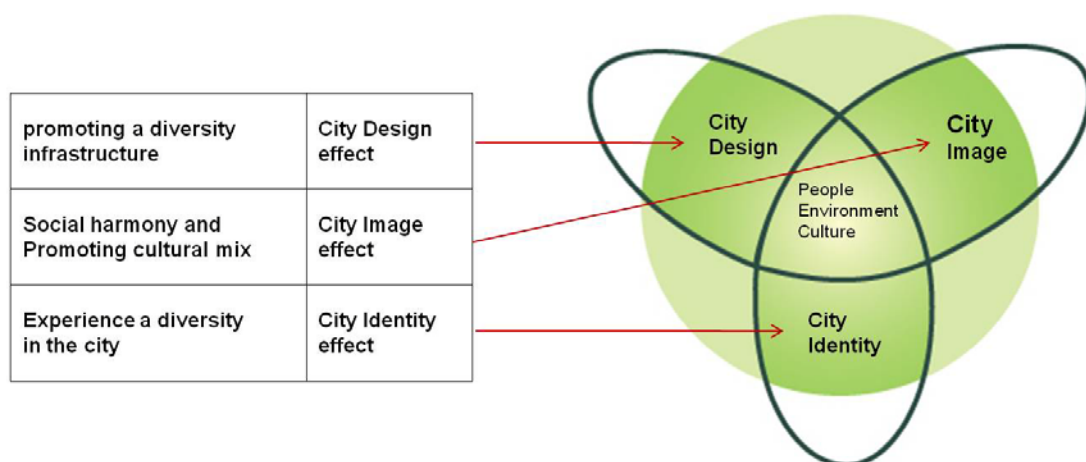 promoting a diversity
infrastructure
City Design
effect
Social harmony and
Promoting cultural mix
City Image
effect
Experience a diversity
in the city
City Identity
effect
City
Design
City
Image
People
Environment
Culture
City
Identity